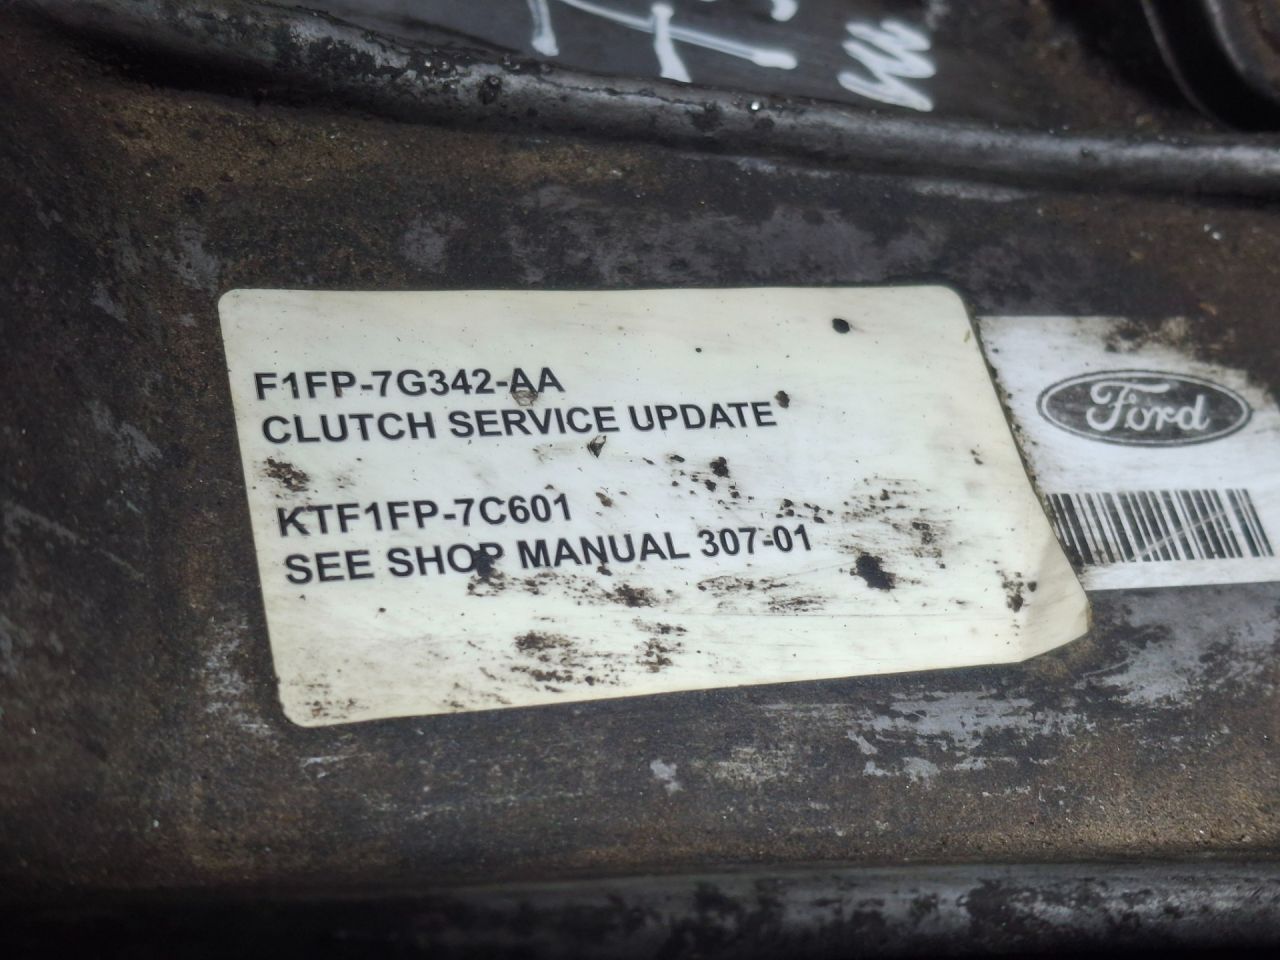 F1FP-7G342-AA
CLUTCH SERVICE UPDATE
KTF1FP-7C601
SEE SHOP MANUAL 307-01
Ford